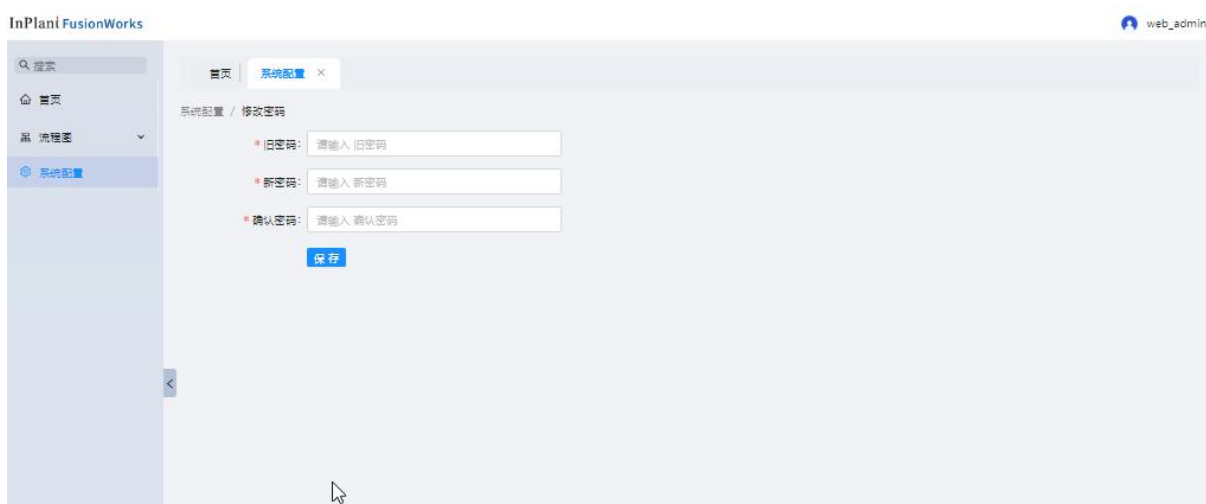 InPlant FusionWorks
web_admin
搜索
首页
流程图
系统配置
首页
系统配置 ×
系统配置 / 修改密码
* 旧密码: 请输入 旧密码
* 新密码: 请输入 新密码
* 确认密码: 请输入 确认密码
保存